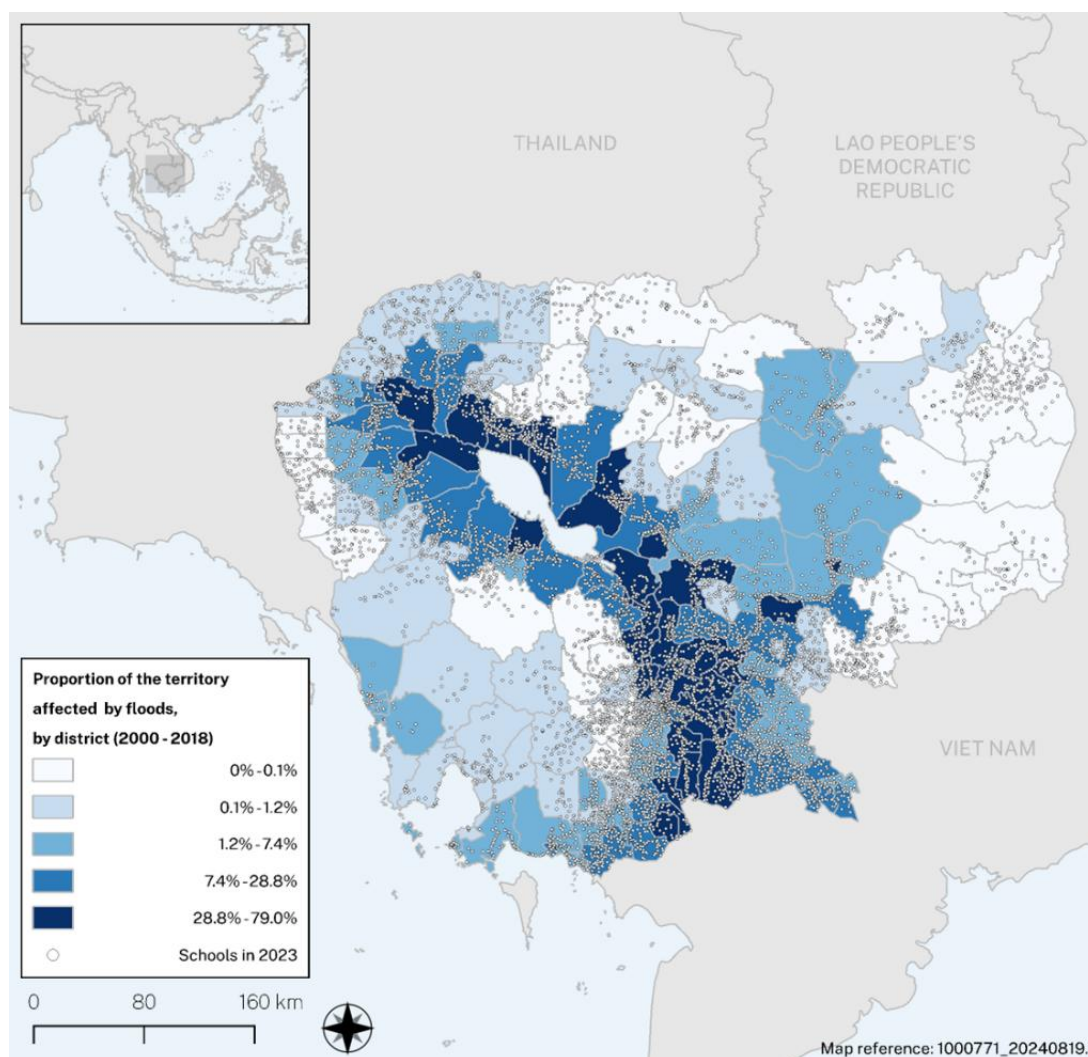 THAILAND
LAO PEOPLE'S
DEMOCRATIC
REPUBLIC
VIET NAM
Proportion of the territory
affected by floods,
by district (2000 - 2018)
0% - 0.1%
0.1% - 1.2%
1.2% - 7.4%
7.4% - 28.8%
28.8% - 79.0%
Schools in 2023
0 80 160 km
Map reference: 1000771_20240819.